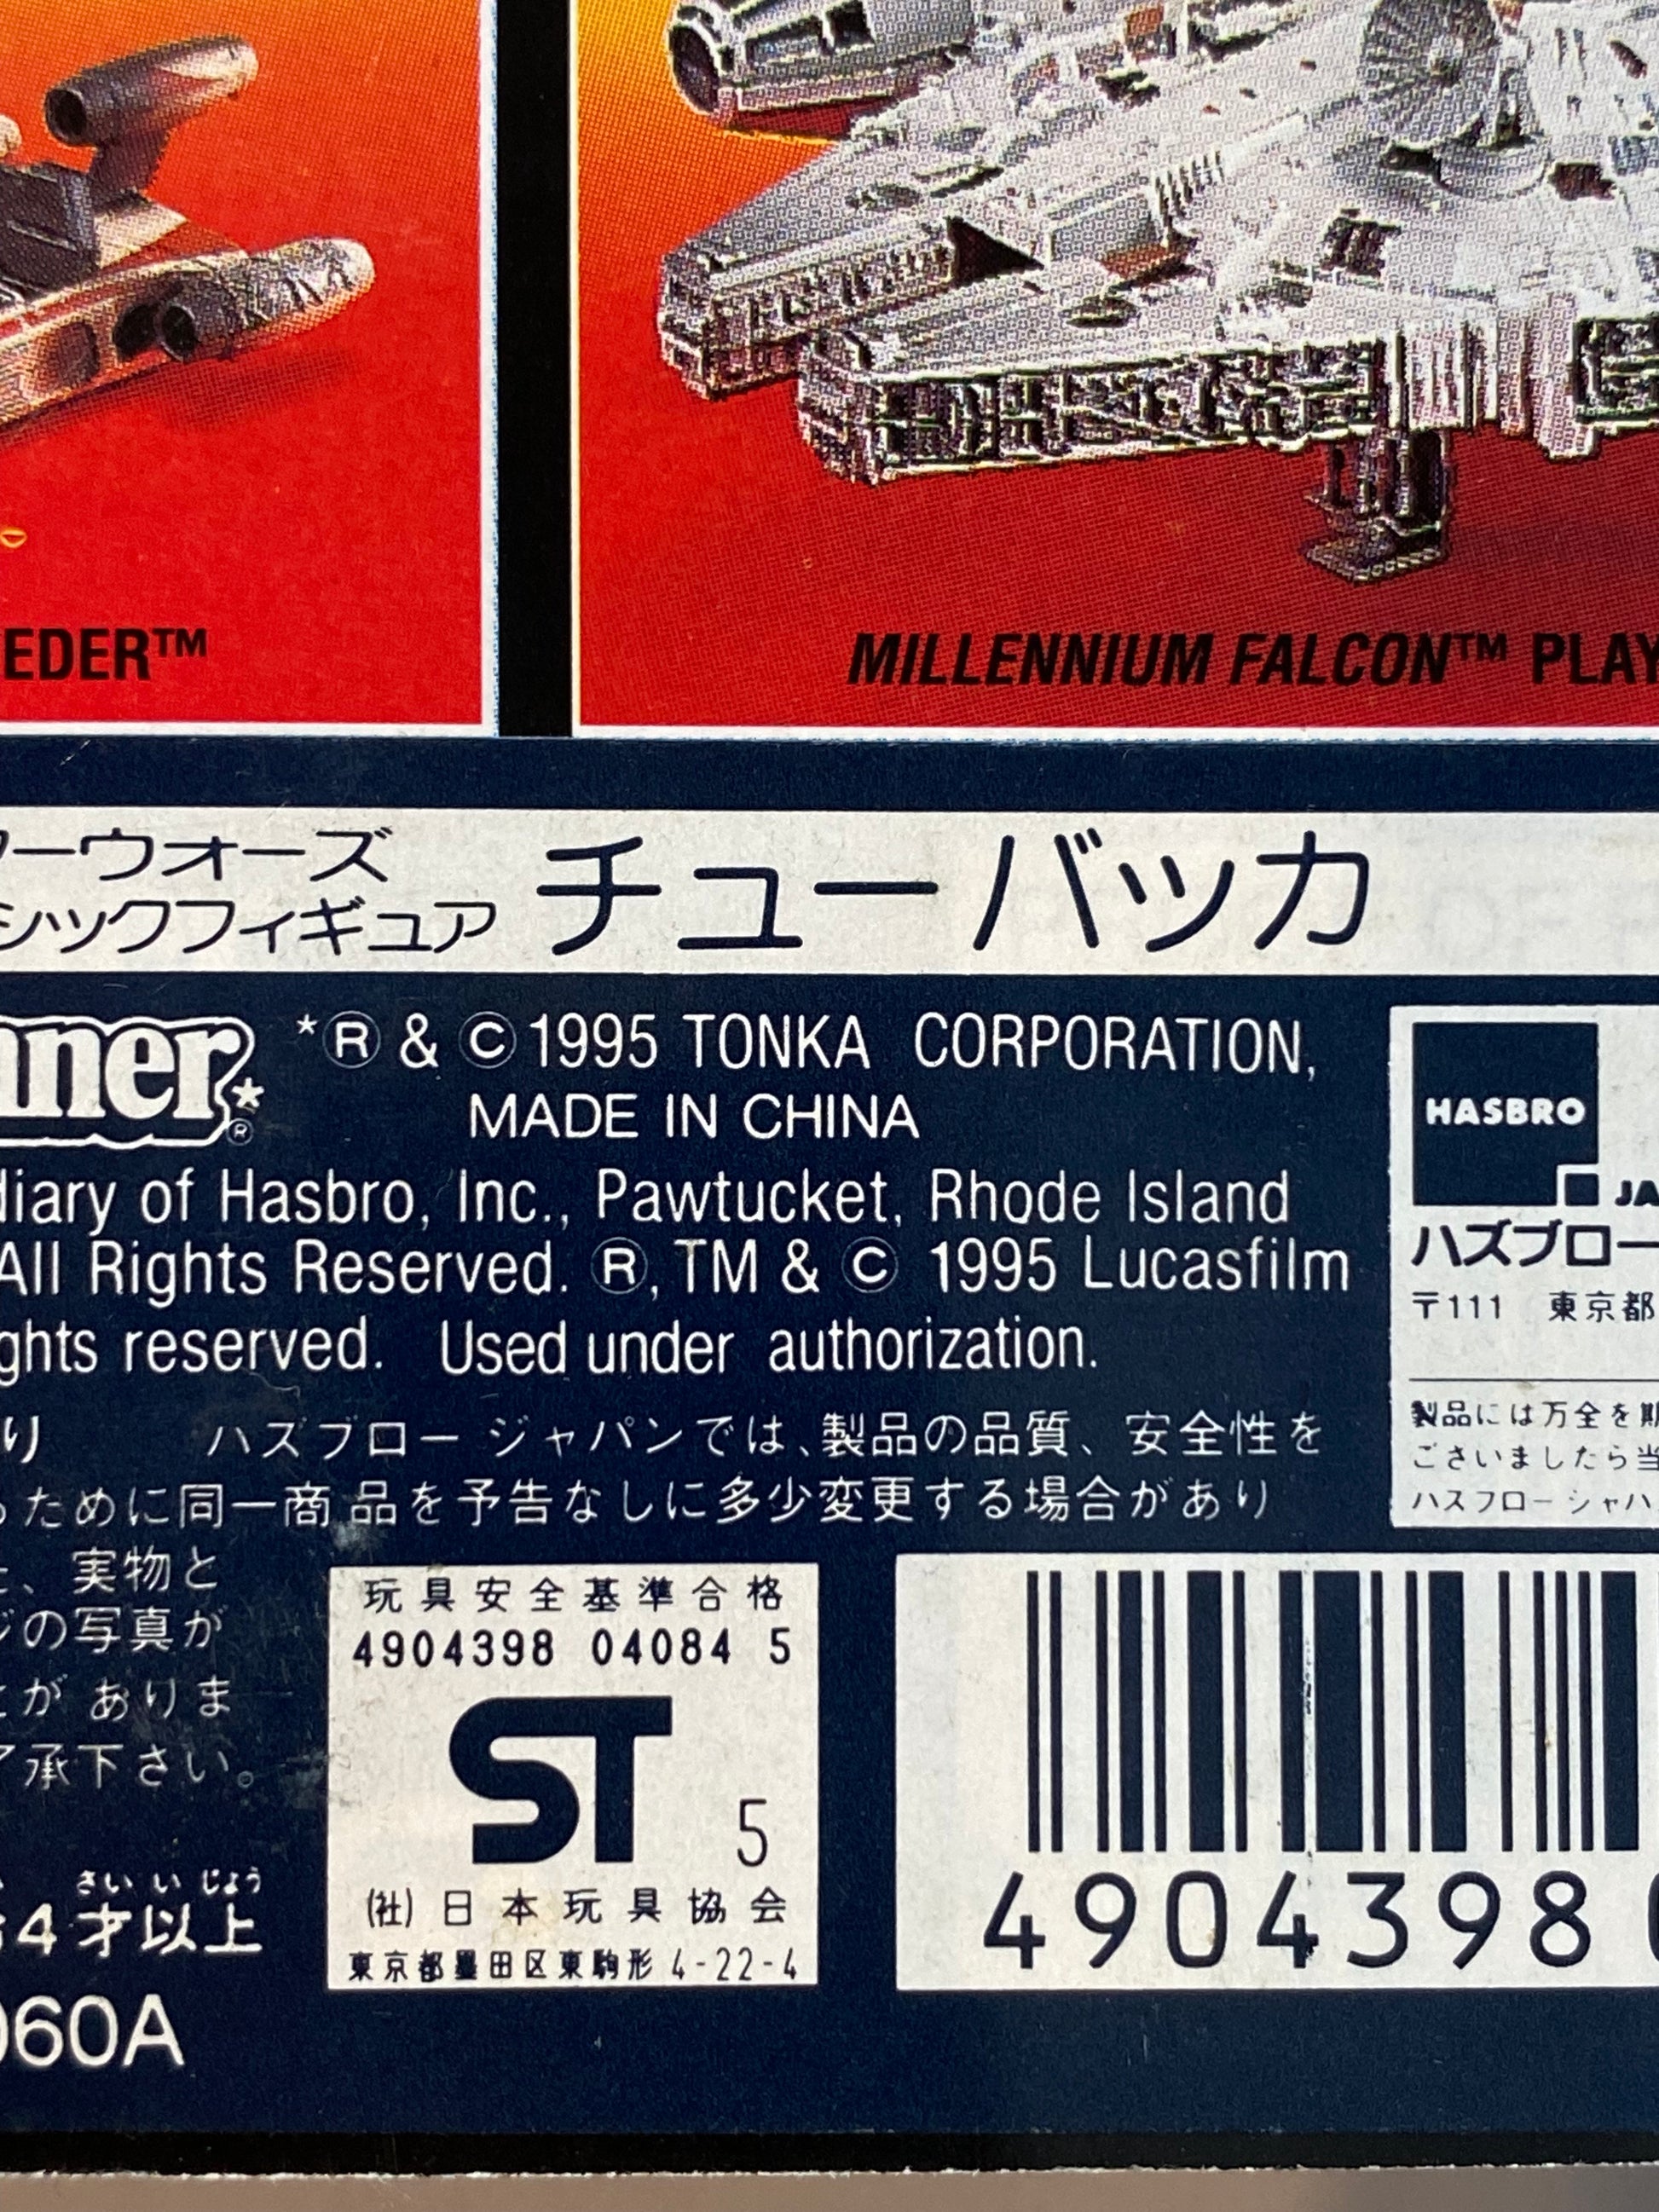 EDER™
MILLENNIUM FALCON™ PLAY
ターウォーズ
シックフィギュア
チューバッカ
nner*®
*® & © 1995 TONKA CORPORATION,
MADE IN CHINA
diary of Hasbro, Inc., Pawtucket, Rhode Island
All Rights Reserved. ®, TM & © 1995 Lucasfilm
ghts reserved. Used under authorization.
HASBRO
JA
ハズブロー
〒111 東京都
製品には万全を期
ございましたら当
ハズブロージャパ
り ハズブロージャパンでは、製品の品質、安全性を
ために同一商品を予告なしに多少変更する場合があり
、実物と
ジの写真が
とがありま
了承下さい。
さい い じょう
4才以上
060A
玩具安全基準合格
4904398 04084 5
ST 5
(社)日本玩具協会
東京都墨田区東駒形 4-22-4
4904398